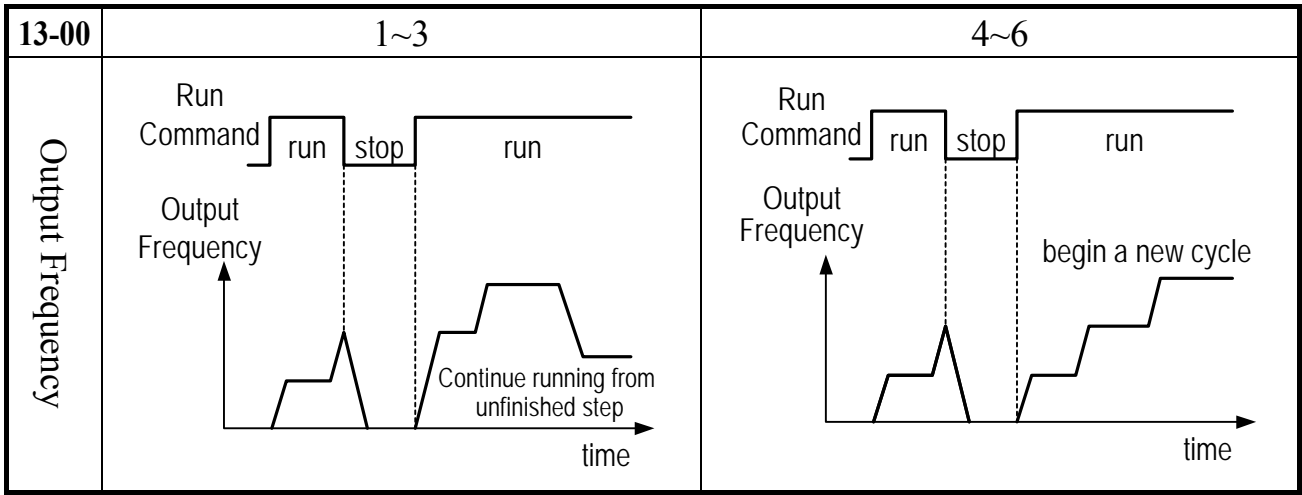 13-00
1~3
4~6
Output Frequency
Run
Command
run
stop
run
Output
Frequency
Continue running from
unfinished step
time
Run
Command
run
stop
run
Output
Frequency
begin a new cycle
time